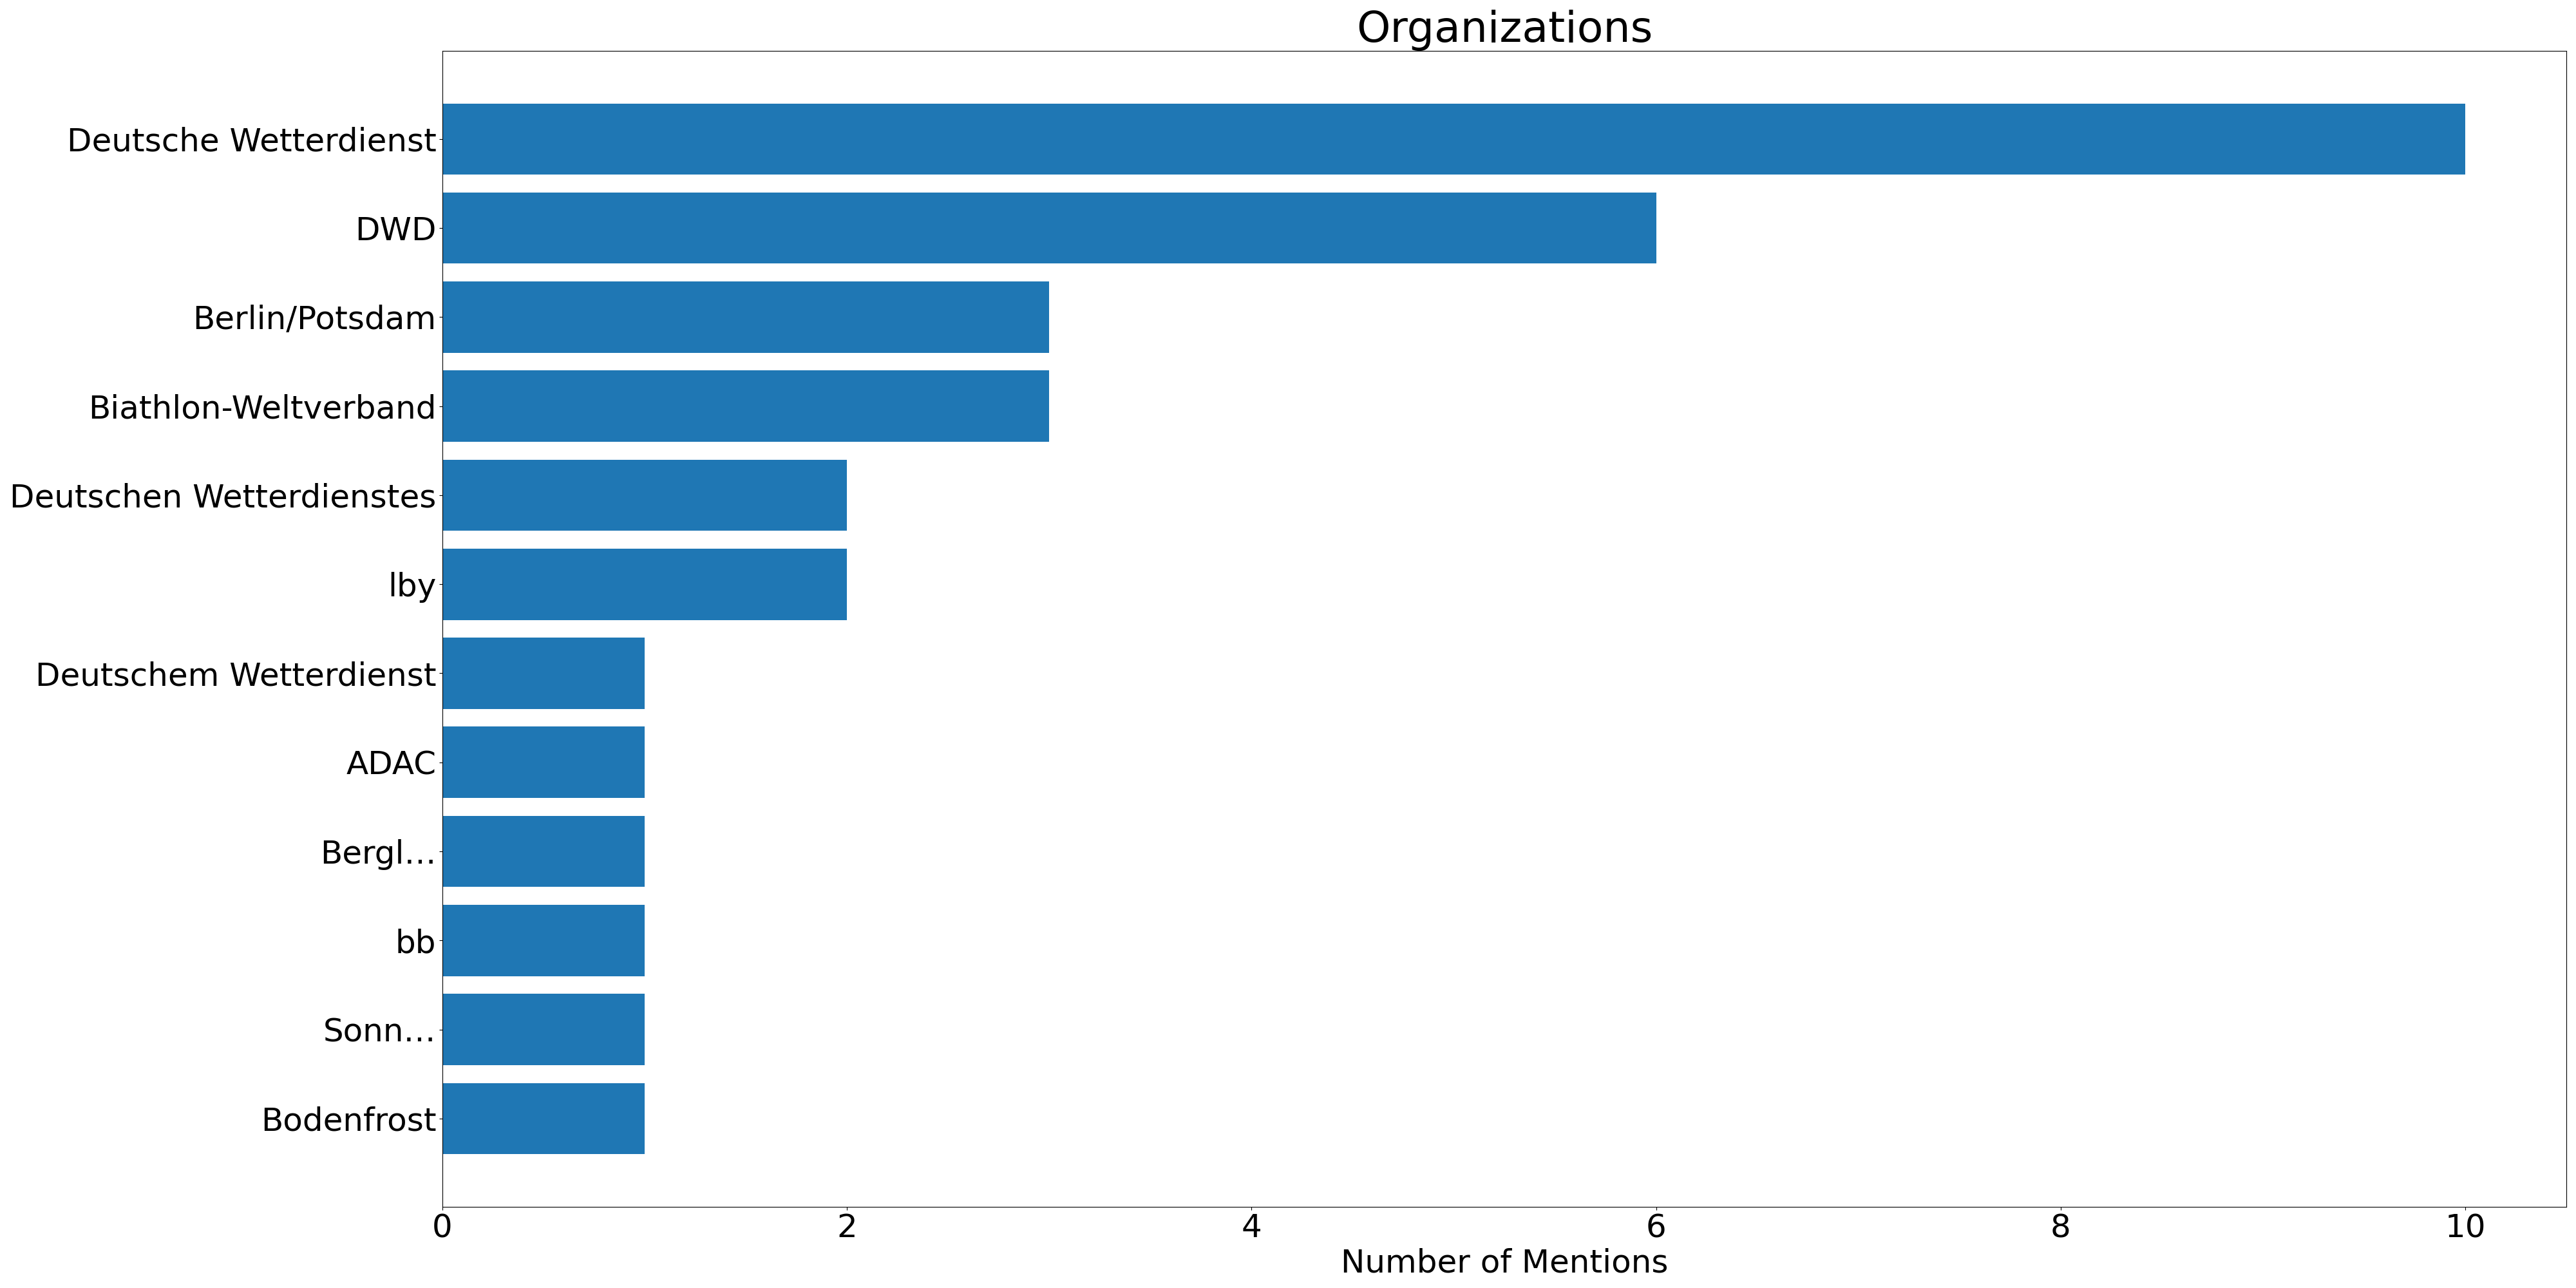 Organizations
Deutsche Wetterdienst
DWD
Berlin/Potsdam
Biathlon-Weltverband
Deutschen Wetterdienstes
lby
Deutschem Wetterdienst
ADAC
Bergl…
bb
Sonn…
Bodenfrost
0 2 4 6 8 10
Number of Mentions